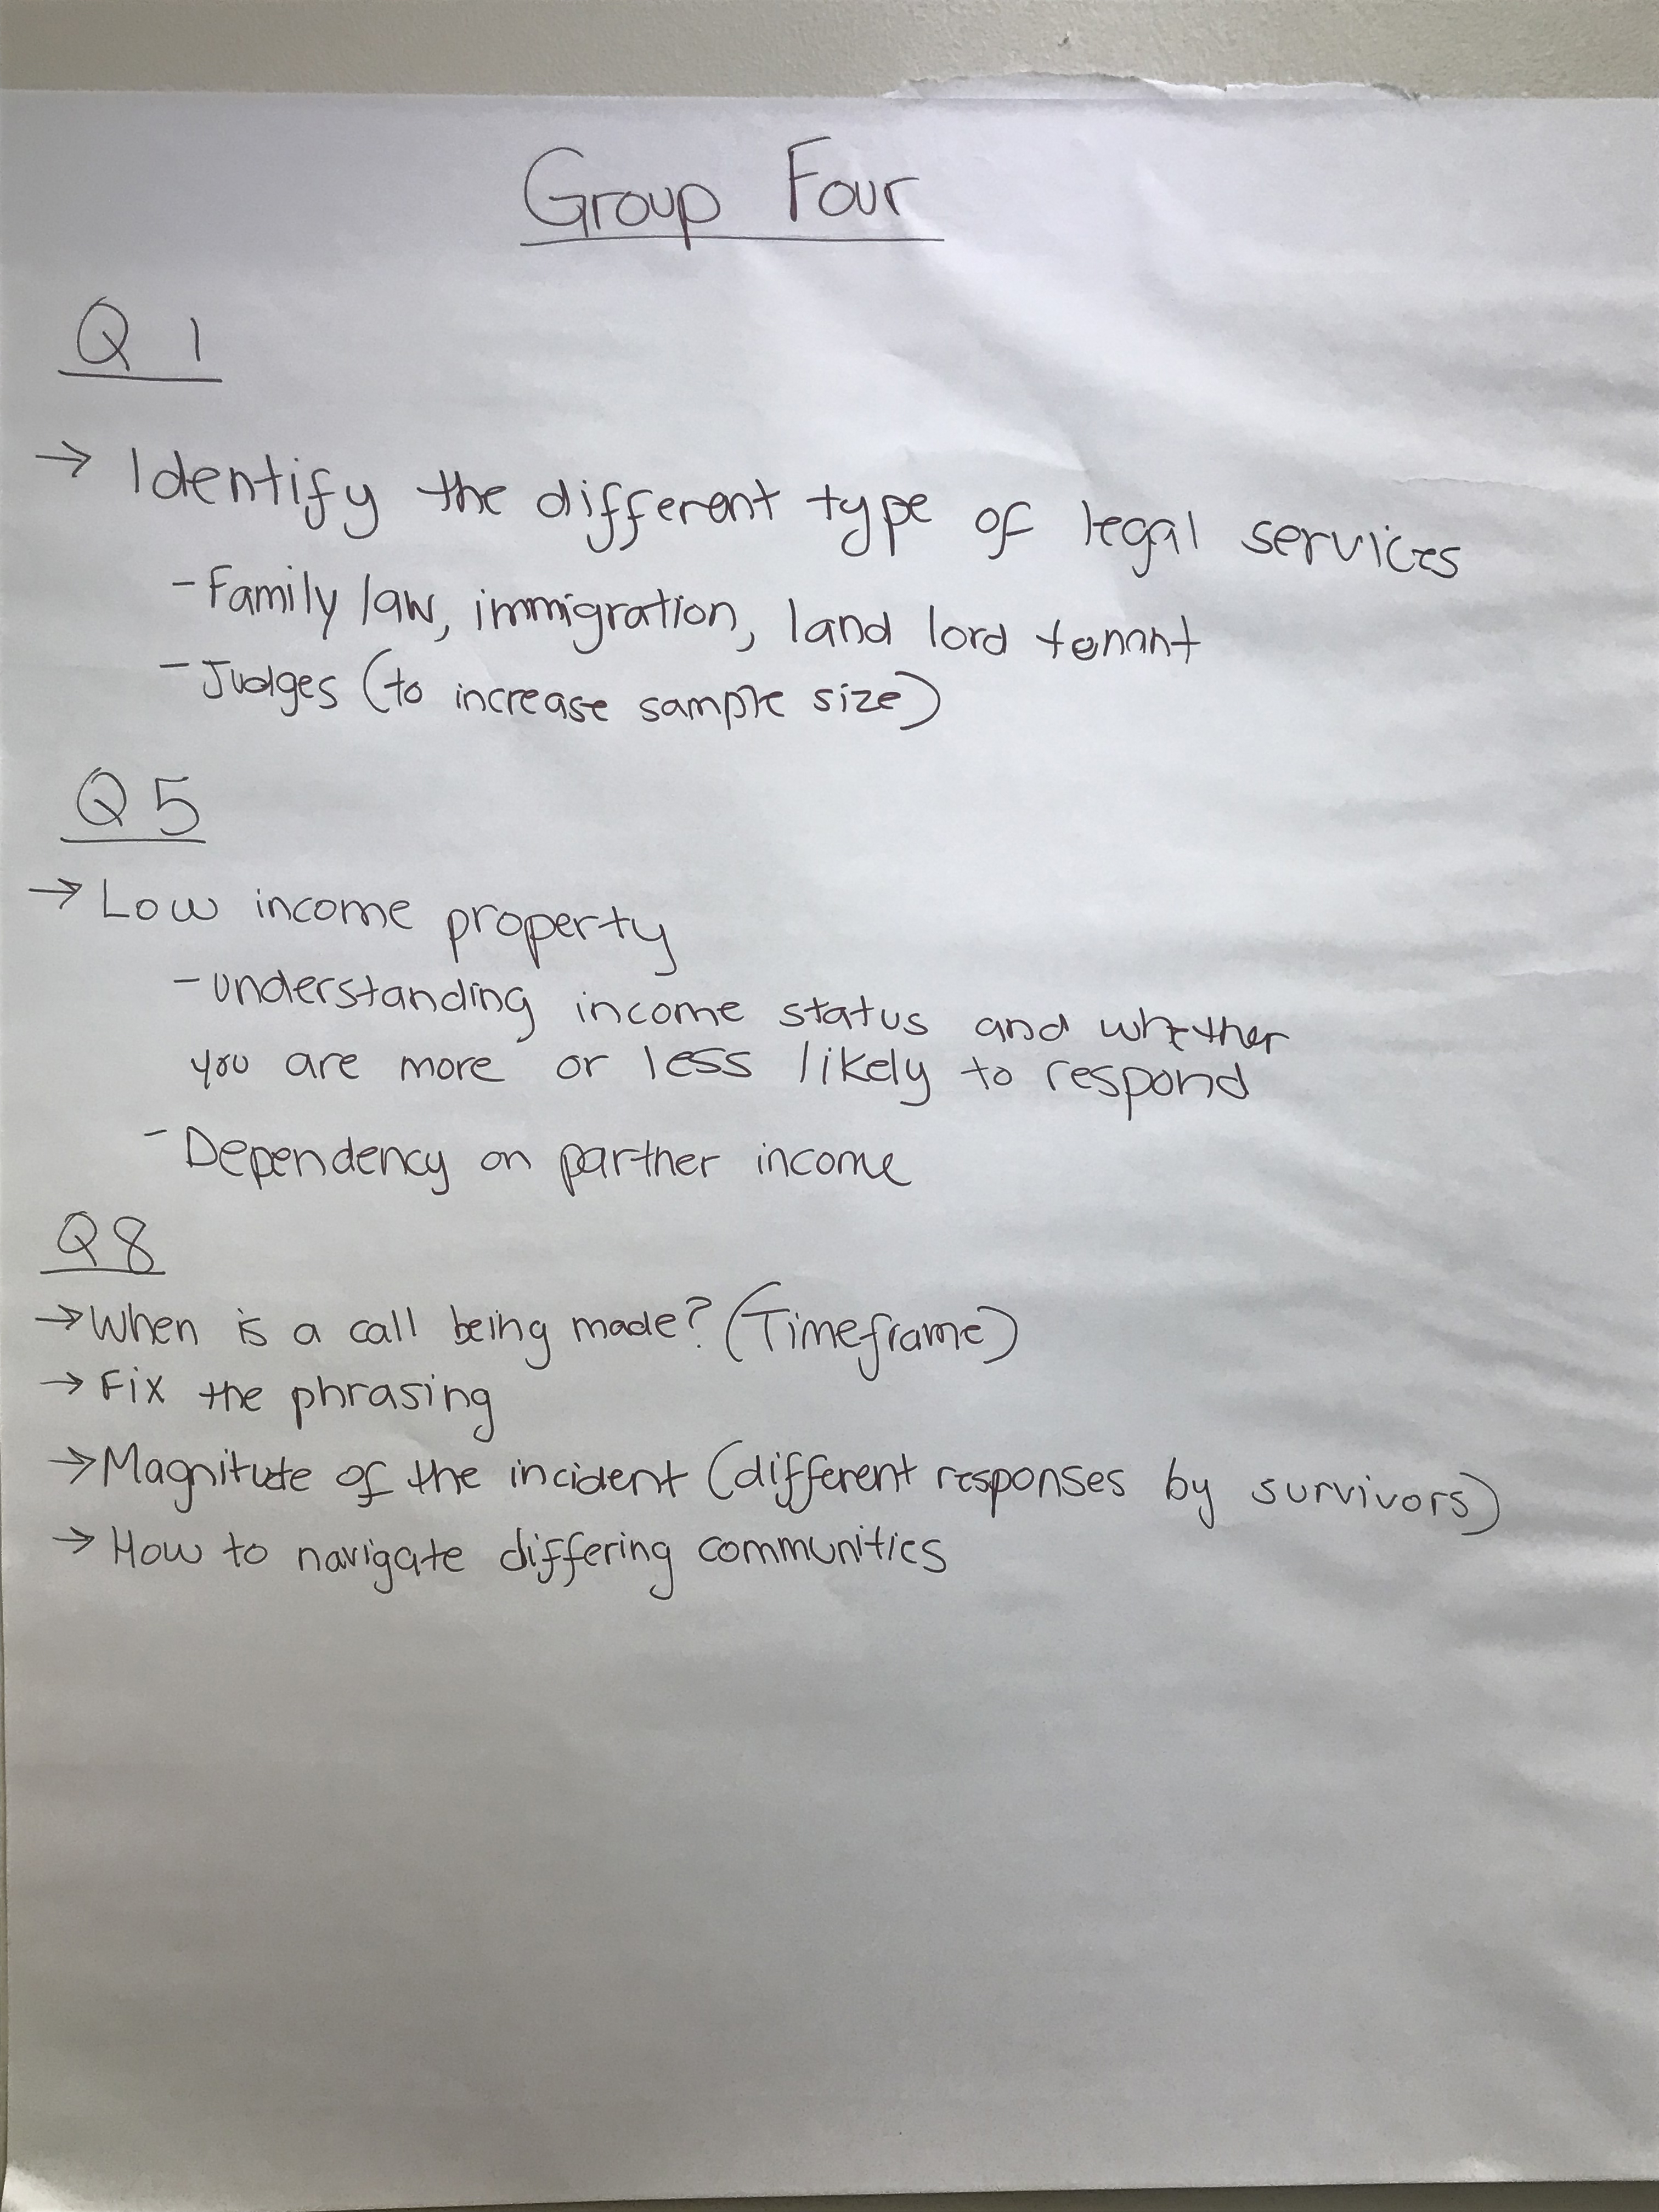 Group Four
Q 1
→ Identify the different type of legal services
- Family law, immigration, land lord tenant
- Judges (to increase sample size)
Q 5
→ Low income property
- understanding income status and whether
you are more or less likely to respond
- Dependency on partner income
Q8
→ When is a call being made? (Timeframe)
→ Fix the phrasing
→ Magnitute of the incident (different responses by survivors)
→ How to navigate differing communities